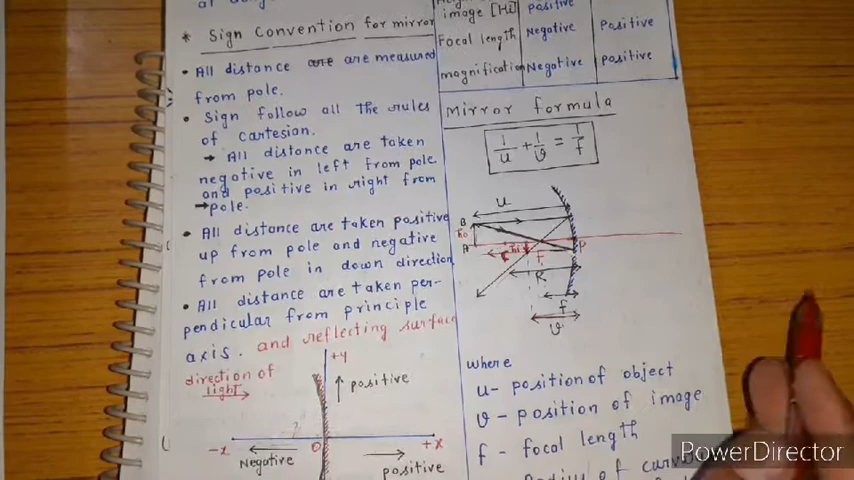 * Sign Convention for mirror
• All distance are are measured
from pole.
• Sign follow all the rules
of Cartesian.
→ All distance are taken
negative in left from pole.
and positive in right from
→ pole.
• All distance are taken positive
up from pole and negative
from pole in down direction
• All distance are taken per-
pendicular from principle
axis. and reflecting surface
direction of
light
+y
positive
-x
O
+x
Negative
positive
image [Hi] positive
Focal length Negative Positive
magnification Negative Positive
Mirror formula
1/u + 1/v = 1/f
u
B
ho
A
hi
F
P
R
f
v
where
u - position of object
v - position of image
f - focal length
PowerDirector